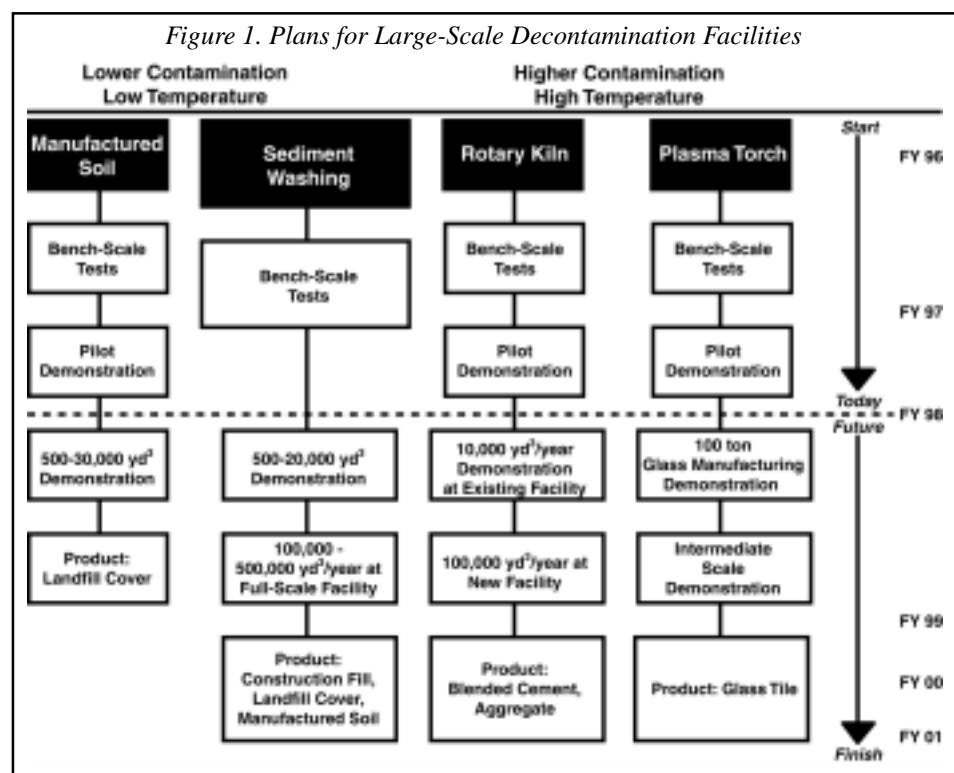 Figure 1. Plans for Large-Scale Decontamination Facilities
Lower Contamination
Low Temperature
Higher Contamination
High Temperature
Manufactured
Soil
Sediment
Washing
Rotary Kiln
Plasma Torch
Start
FY 96
Bench-Scale
Tests
Bench-Scale
Tests
Bench-Scale
Tests
Bench-Scale
Tests
FY 97
Pilot
Demonstration
Pilot
Demonstration
Pilot
Demonstration
Today
FY 98
Future
500-30,000 yd³
Demonstration
500-20,000 yd³
Demonstration
10,000 yd³/year
Demonstration
at Existing Facility
100 ton
Glass Manufacturing
Demonstration
Product:
Landfill Cover
100,000 -
500,000 yd³/year at
Full-Scale Facility
100,000 yd³/year at
New Facility
Intermediate
Scale
Demonstration
FY 99
Product:
Construction Fill,
Landfill Cover,
Manufactured Soil
Product:
Blended Cement,
Aggregate
Product: Glass Tile
FY 00
FY 01
Finish